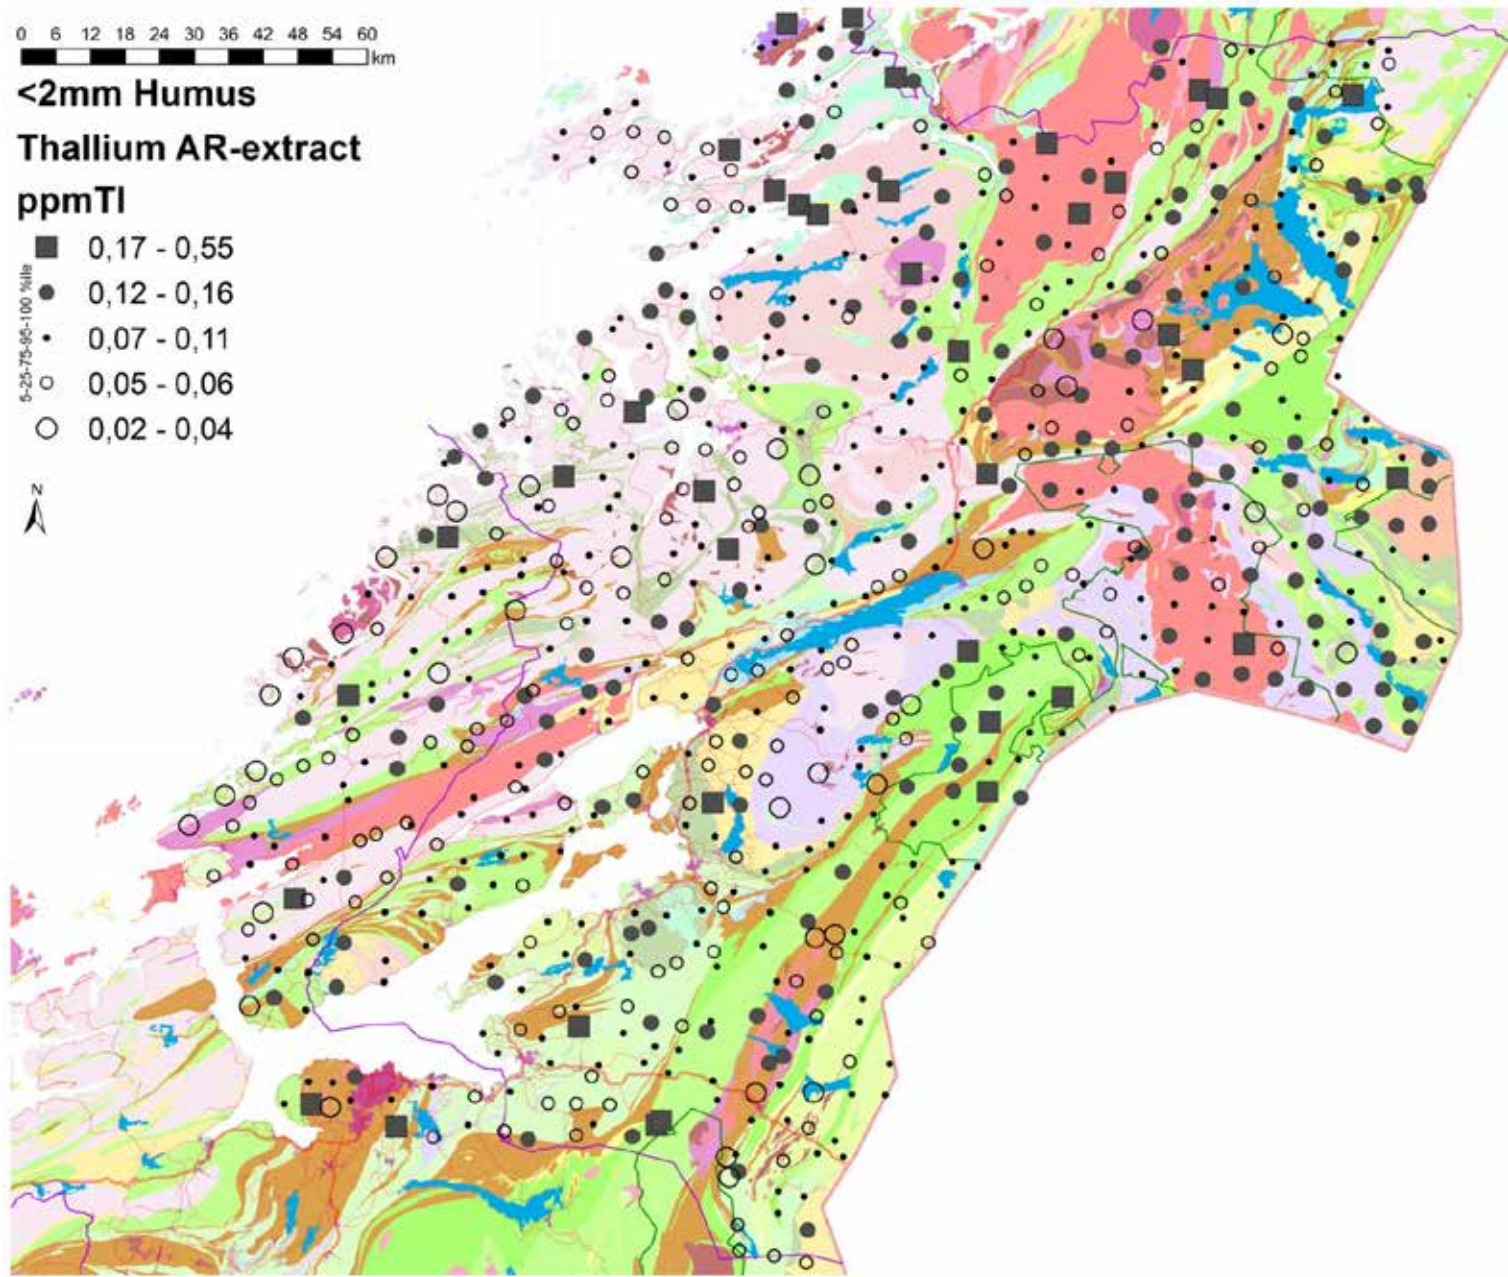 0 6 12 18 24 30 36 42 48 54 60
km
<2mm Humus
Thallium AR-extract
ppmTl
5-25-75-95-100 %ile
0,17 - 0,55
0,12 - 0,16
0,07 - 0,11
0,05 - 0,06
0,02 - 0,04
N